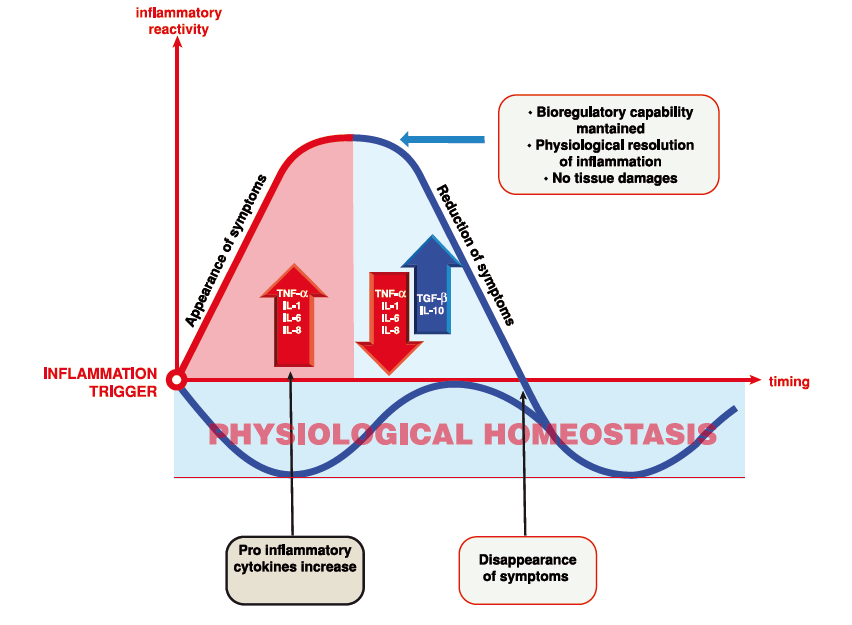 inflammatory
reactivity
• Bioregulatory capability
mantained
• Physiological resolution
of inflammation
• No tissue damages
Appearance of symptoms
Reduction of symptoms
TNF-α
IL-1
IL-6
IL-8
TNF-α
IL-1
IL-6
IL-8
TGF-β
IL-10
INFLAMMATION
TRIGGER
timing
PHYSIOLOGICAL HOMEOSTASIS
Pro inflammatory
cytokines increase
Disappearance
of symptoms